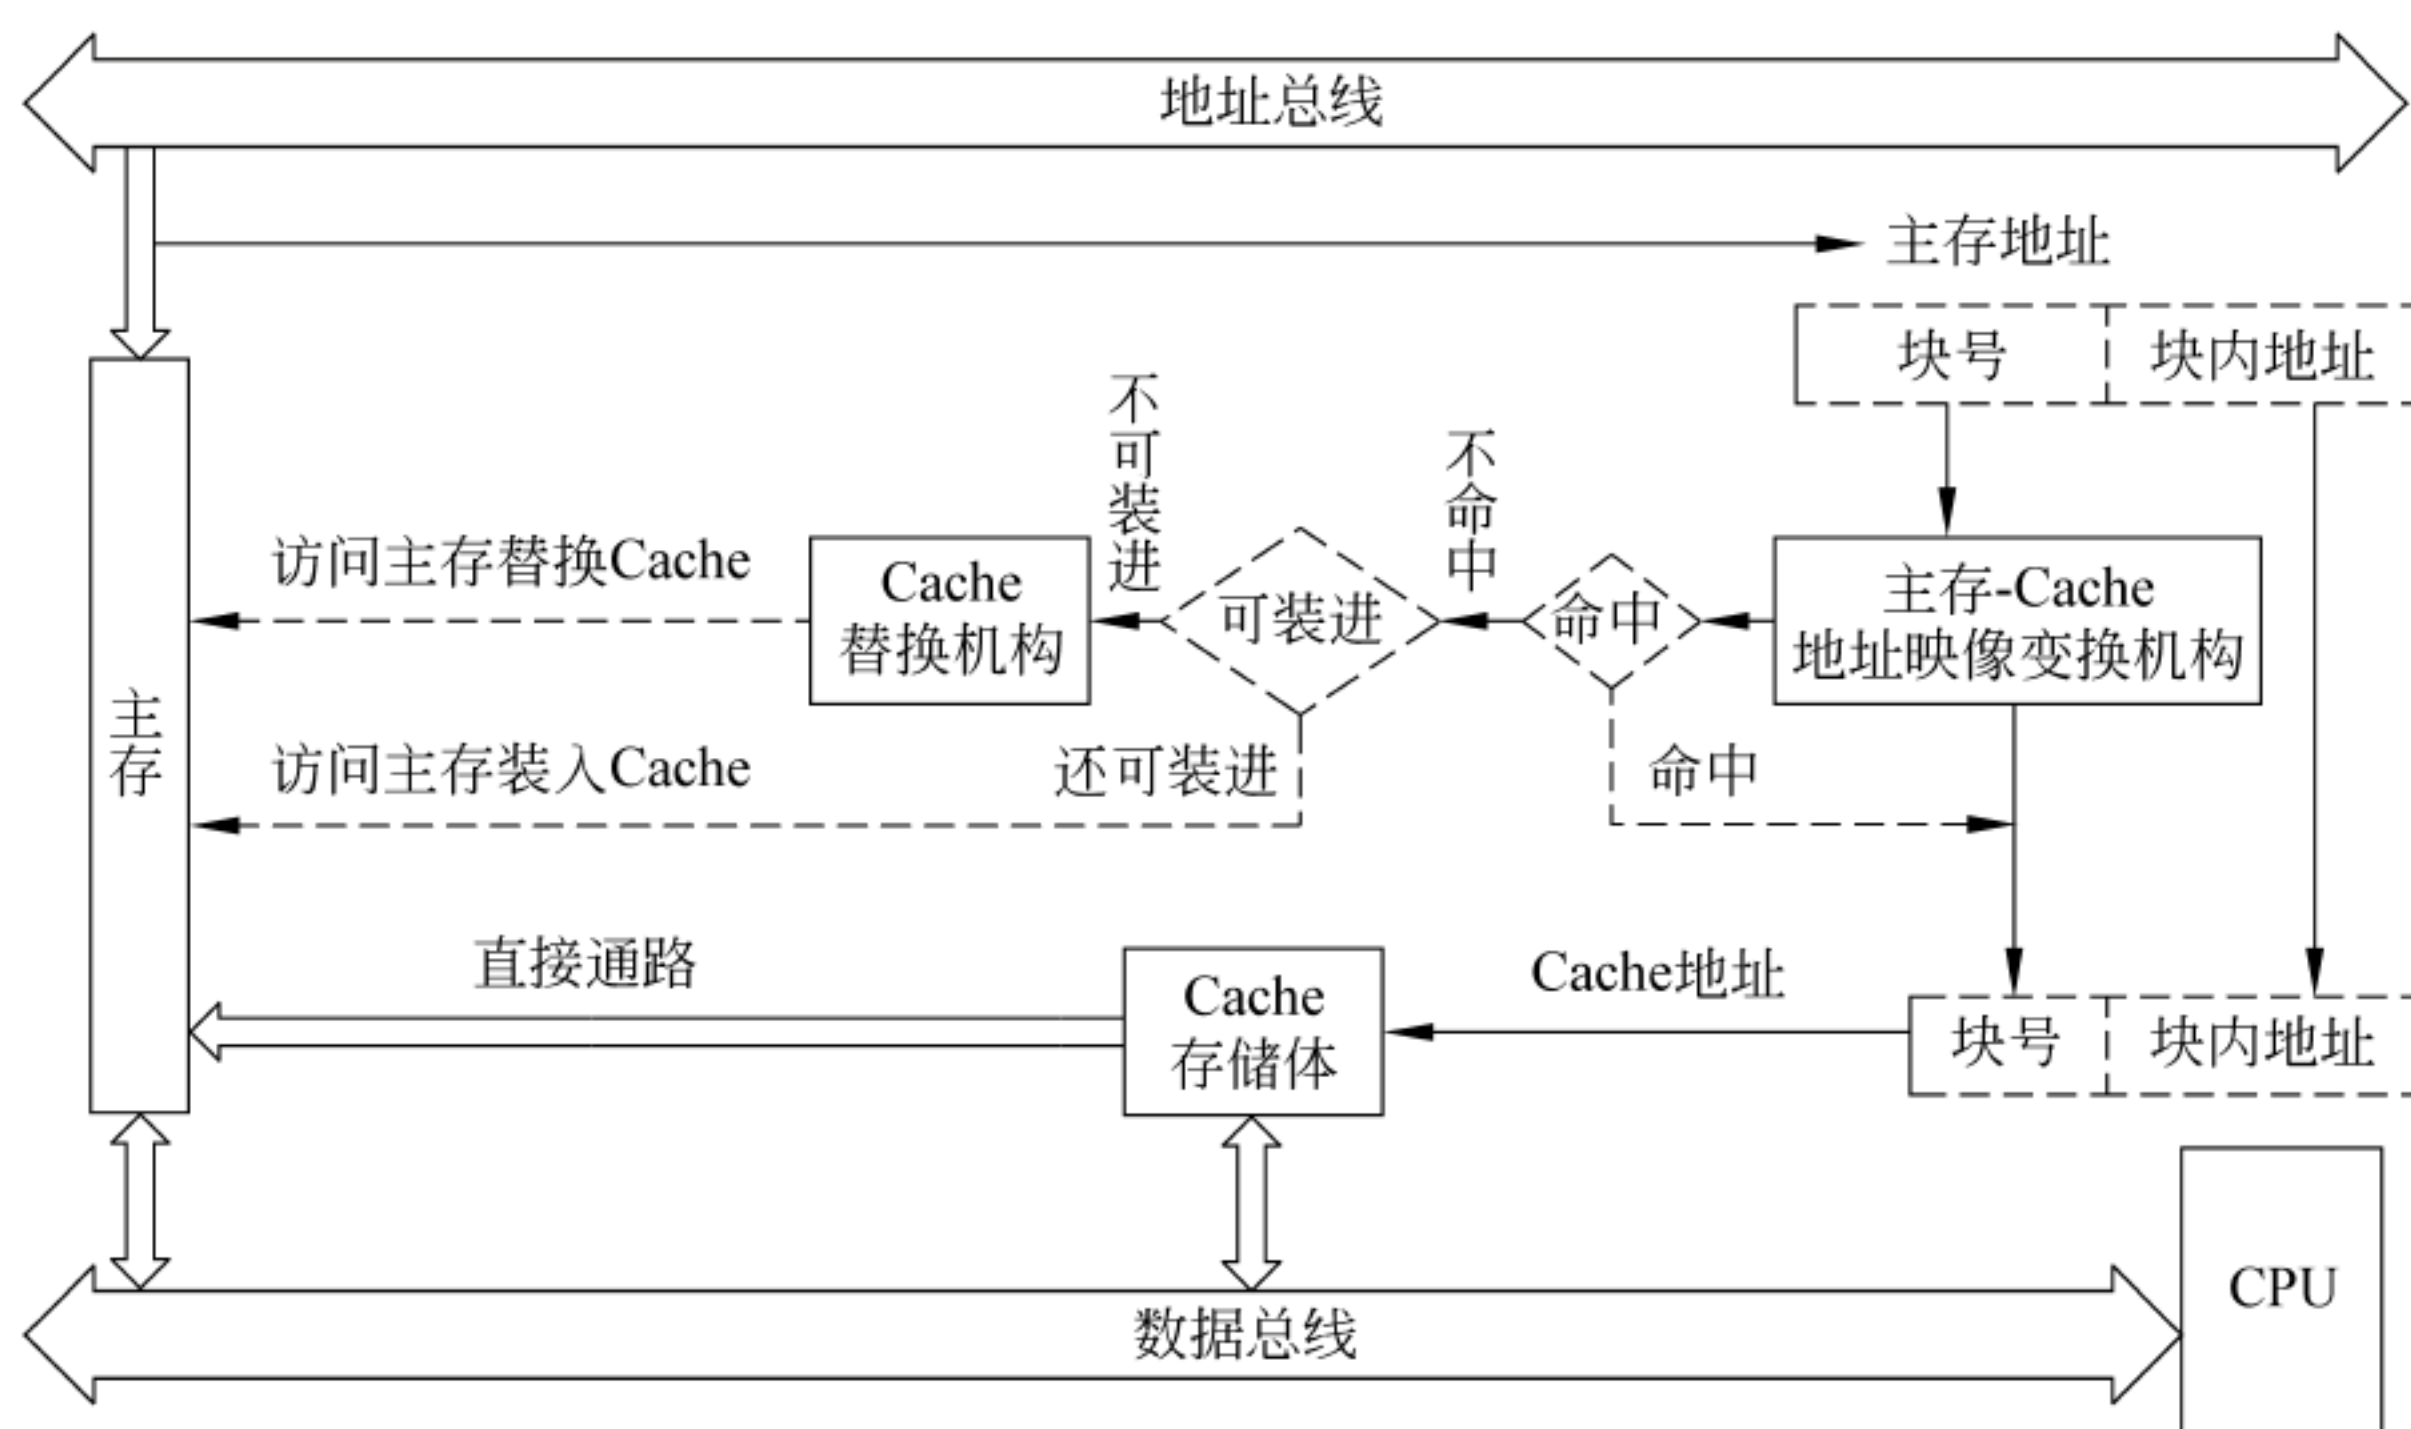 地址总线
主存地址
块号
块内地址
不可装进
不命中
访问主存替换Cache
Cache
替换机构
可装进
命中
主存-Cache
地址映像变换机构
主存
访问主存装入Cache
还可装进
命中
直接通路
Cache
存储体
Cache地址
块号
块内地址
CPU
数据总线